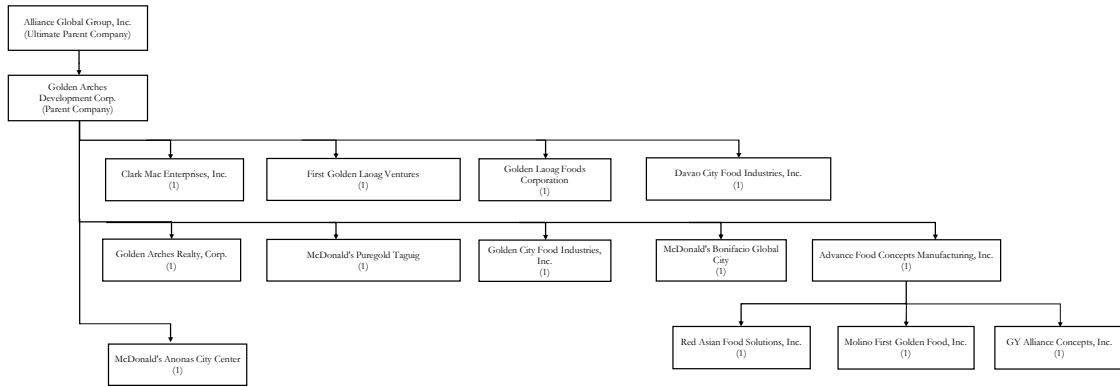 Alliance Global Group, Inc.
(Ultimate Parent Company)
Golden Arches
Development Corp.
(Parent Company)
Clark Mac Enterprises, Inc.
(1)
First Golden Laoag Ventures
(1)
Golden Laoag Foods
Corporation
(1)
Davao City Food Industries, Inc.
(1)
Golden Arches Realty, Corp.
(1)
McDonald's Puregold Taguig
(1)
Golden City Food Industries,
Inc.
(1)
McDonald's Bonifacio Global
City
(1)
Advance Food Concepts Manufacturing, Inc.
(1)
Red Asian Food Solutions, Inc.
(1)
Molino First Golden Food, Inc.
(1)
GY Alliance Concepts, Inc.
(1)
McDonald's Anonas City Center
(1)